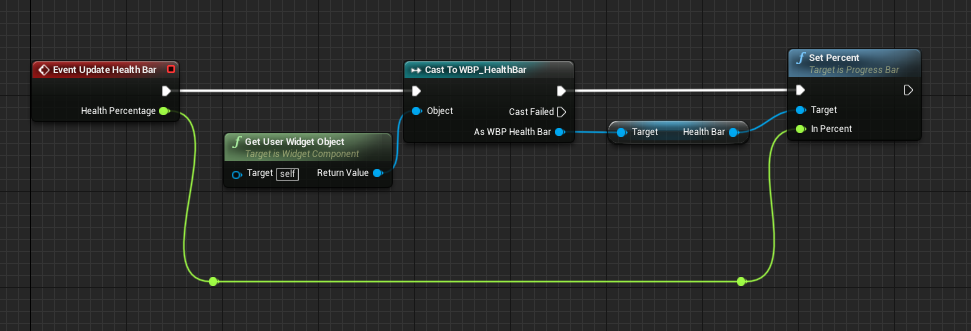 Event Update Health Bar
Health Percentage
f Get User Widget Object
Target is Widget Component
Target self Return Value
Cast To WBP_HealthBar
Object Cast Failed
As WBP Health Bar
Target Health Bar
f Set Percent
Target is Progress Bar
Target
In Percent